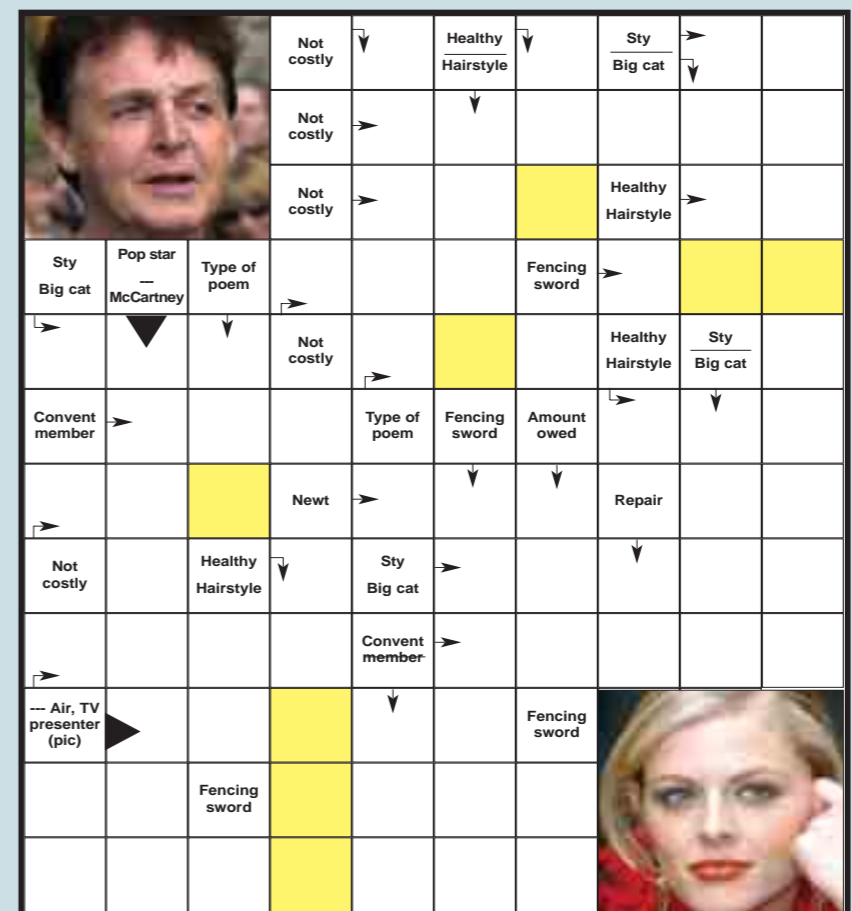 Not
costly
Healthy
Hairstyle
Sty
Big cat
Not
costly
Not
costly
Healthy
Hairstyle
Sty
Big cat
Pop star
---
McCartney
Type of
poem
Fencing
sword
Not
costly
Healthy
Hairstyle
Sty
Big cat
Convent
member
Type of
poem
Fencing
sword
Amount
owed
Newt
Repair
Not
costly
Healthy
Hairstyle
Sty
Big cat
Convent
member
--- Air, TV
presenter
(pic)
Fencing
sword
Fencing
sword